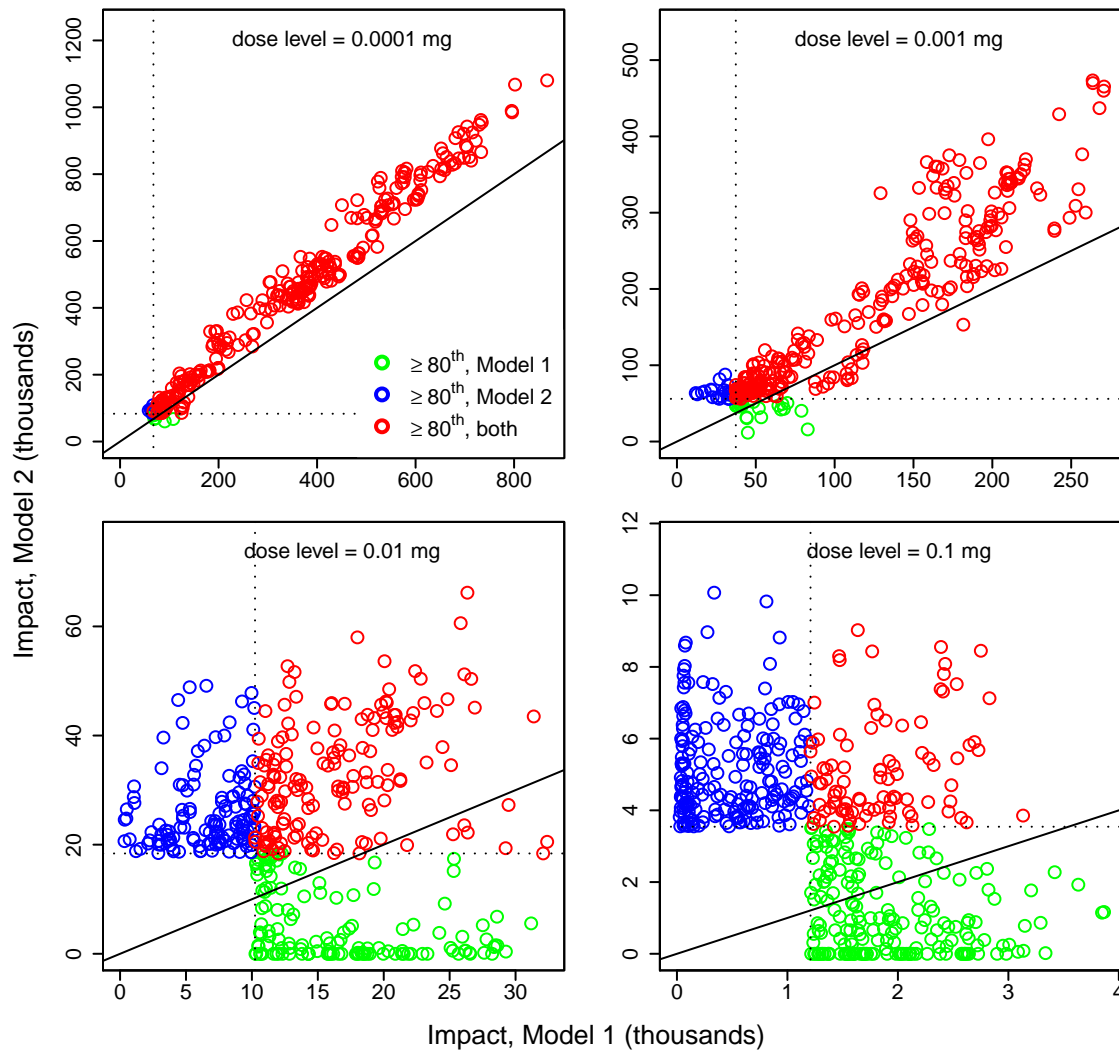 dose level = 0.0001 mg
1200
1000
800
600
400
200
0
≥ 80th, Model 1
≥ 80th, Model 2
≥ 80th, both
0 200 400 600 800
dose level = 0.001 mg
500
400
300
200
100
0
0 50 100 150 200 250
dose level = 0.01 mg
60
40
20
0
0 5 10 15 20 25 30
dose level = 0.1 mg
12
10
8
6
4
2
0
0 1 2 3 4
Impact, Model 2 (thousands)
Impact, Model 1 (thousands)